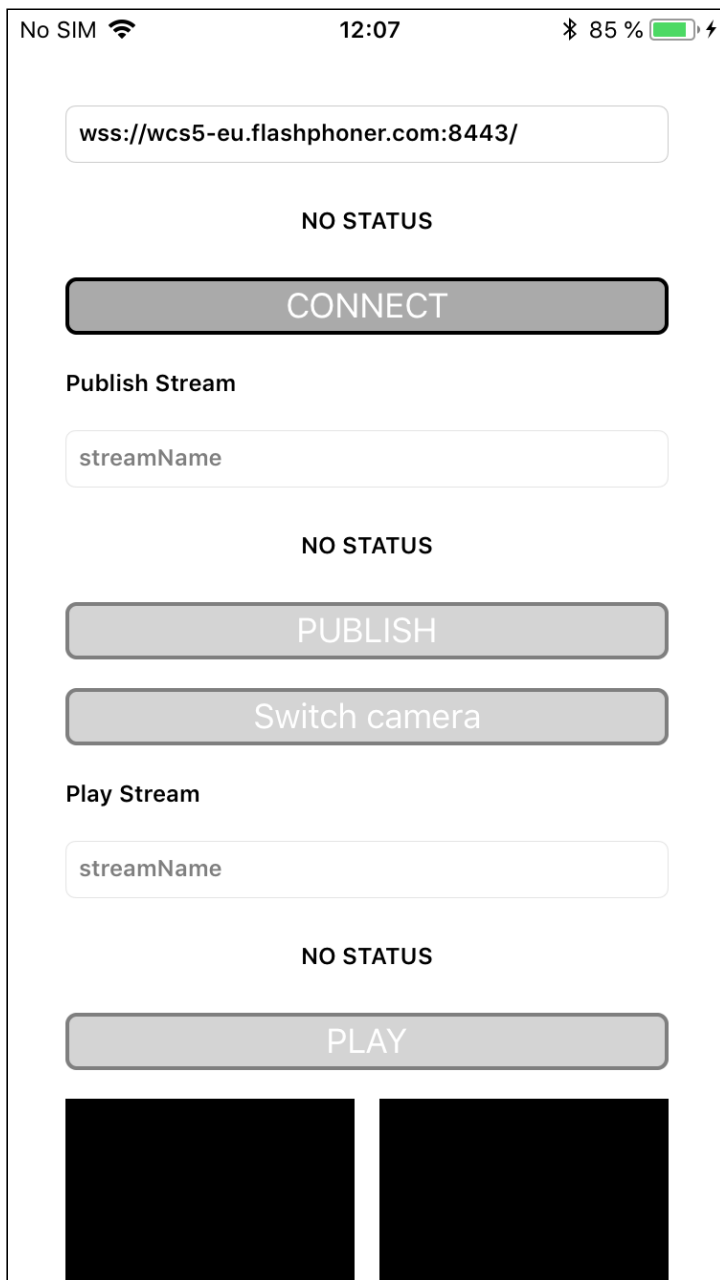 No SIM 12:07 85 %
wss://wcs5-eu.flashphoner.com:8443/
NO STATUS
CONNECT
Publish Stream
streamName
NO STATUS
PUBLISH
Switch camera
Play Stream
streamName
NO STATUS
PLAY